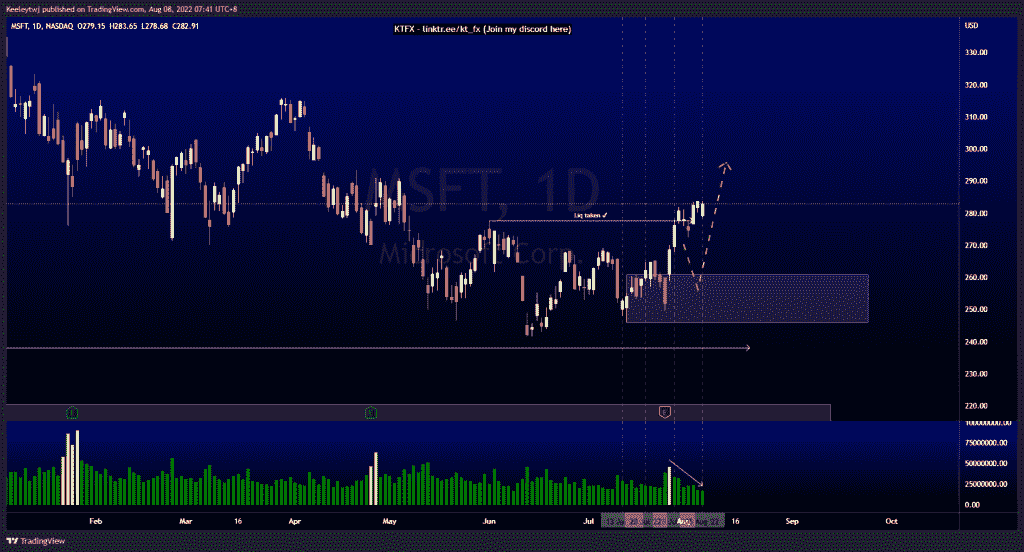 Keeleytwj published on TradingView.com, Aug 08, 2022 07:41 UTC-8
MSFT, 1D, NASDAQ O279.15 H283.65 L278.68 C282.91
KTFX - linktr.ee/kt_fx (Join my discord here)
USD
330.00
320.00
310.00
300.00
MSFT, 1D
290.00
Liq taken ✓
280.00
Microsoft Corp.
270.00
260.00
250.00
240.00
230.00
220.00
E
100000000.00
75000000.00
50000000.00
25000000.00
0.00
Feb Mar 16 Apr May Jun Jul Aug 16 Sep Oct
TradingView